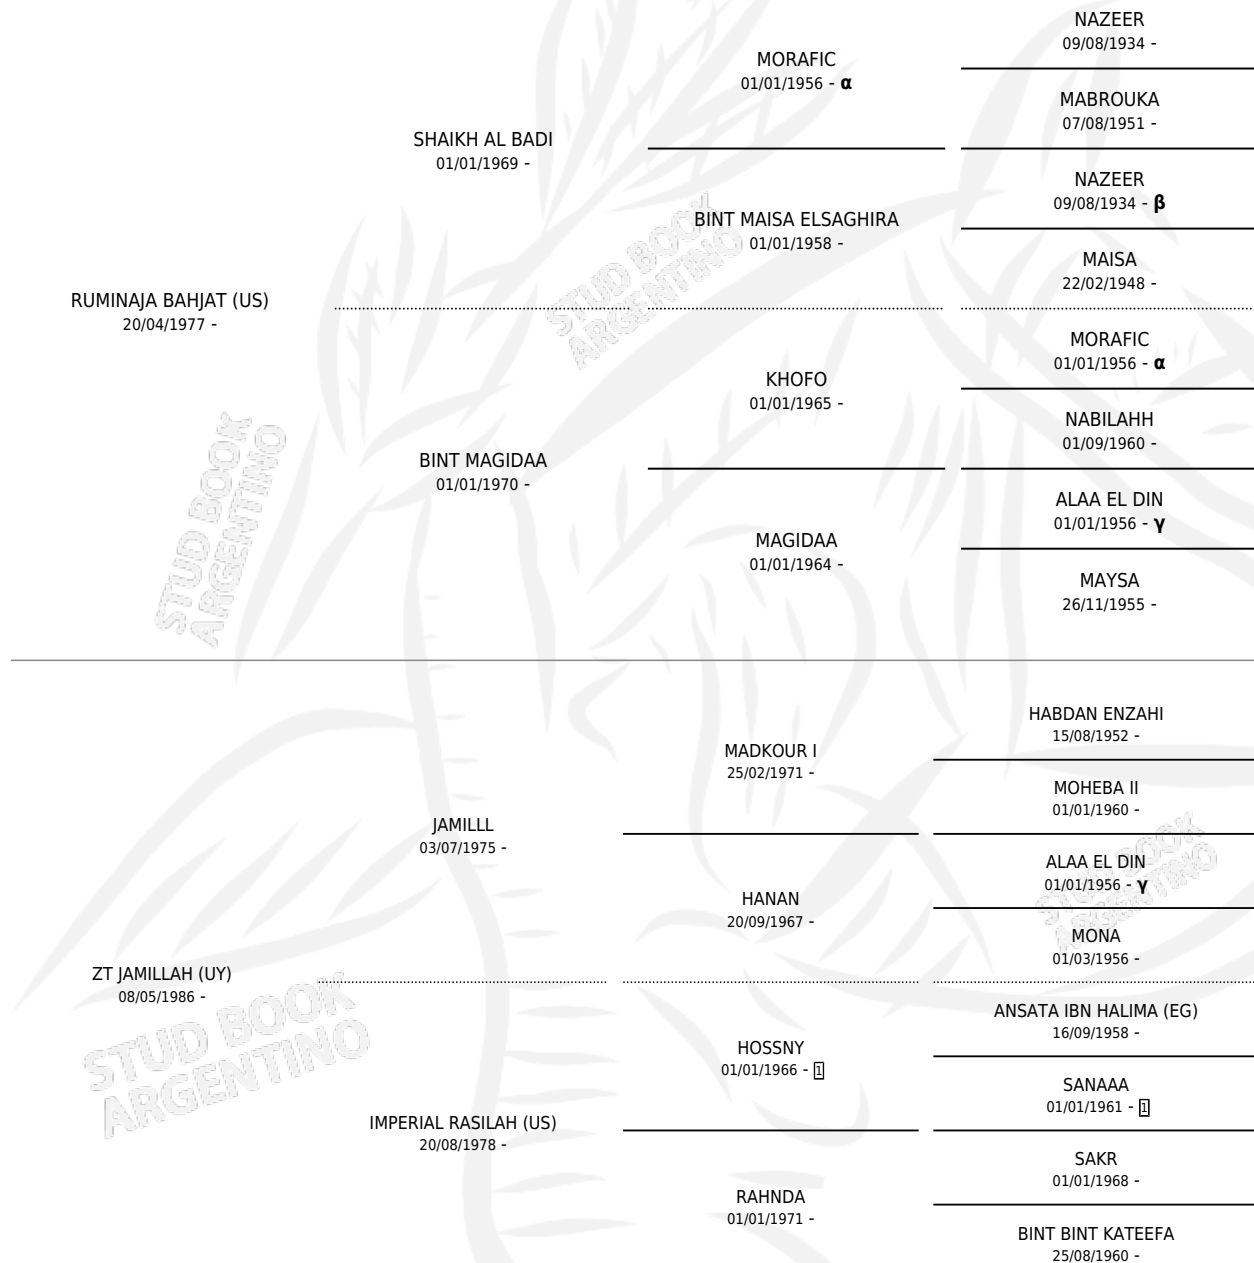 NAZEER
09/08/1934 -
MORAFIC
01/01/1956 - α
MABROUKA
07/08/1951 -
SHAIKH AL BADI
01/01/1969 -
NAZEER
09/08/1934 - β
BINT MAISA ELSAGHIRA
01/01/1958 -
MAISA
22/02/1948 -
RUMINAJA BAHJAT (US)
20/04/1977 -
STUD BOOK
ARGENTINO
MORAFIC
01/01/1956 - α
KHOFO
01/01/1965 -
NABILAHH
01/09/1960 -
BINT MAGIDAA
01/01/1970 -
ALAA EL DIN
01/01/1956 - γ
MAGIDAA
01/01/1964 -
MAYSA
26/11/1955 -
STUD BOOK
ARGENTINO
HABDAN ENZAHI
15/08/1952 -
MADKOUR I
25/02/1971 -
MOHEBA II
01/01/1960 -
JAMILLL
03/07/1975 -
ALAA EL DIN
01/01/1956 - γ
STUD BOOK
ARGENTINO
HANAN
20/09/1967 -
MONA
01/03/1956 -
ZT JAMILLAH (UY)
08/05/1986 -
STUD BOOK
ARGENTINO
ANSATA IBN HALIMA (EG)
16/09/1958 -
HOSSNY
01/01/1966 - 1
SANAAA
01/01/1961 - 1
IMPERIAL RASILAH (US)
20/08/1978 -
SAKR
01/01/1968 -
RAHNDA
01/01/1971 -
BINT BINT KATEEFA
25/08/1960 -